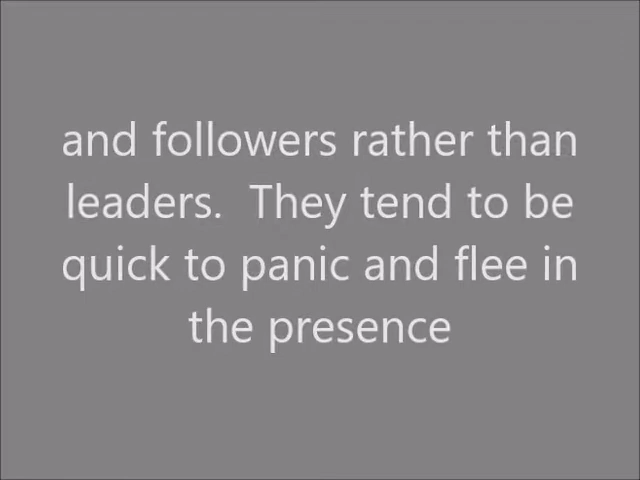 and followers rather than
leaders.  They tend to be
quick to panic and flee in
the presence